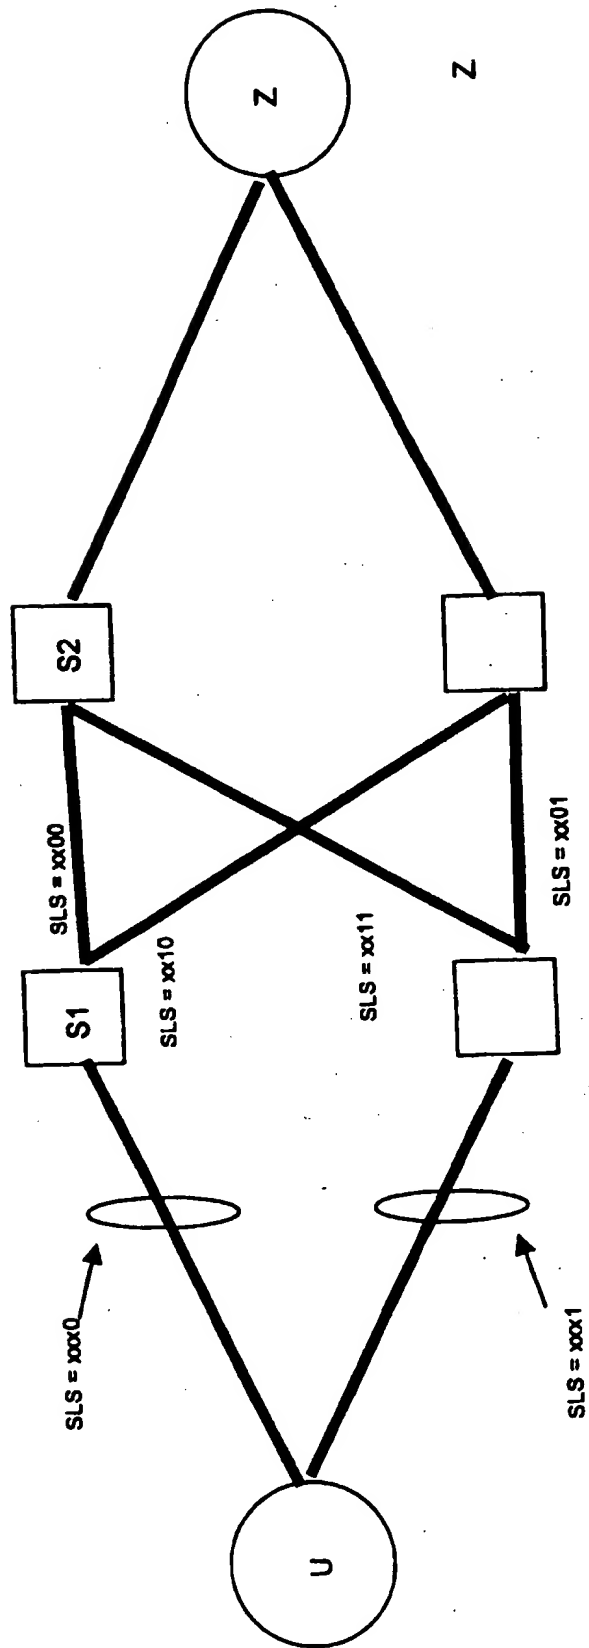 SLS = xxx0
S1
SLS = xx00
S2
SLS = xx10
U
Z
SLS = xx11
Z
SLS = xxx1
SLS = xx01